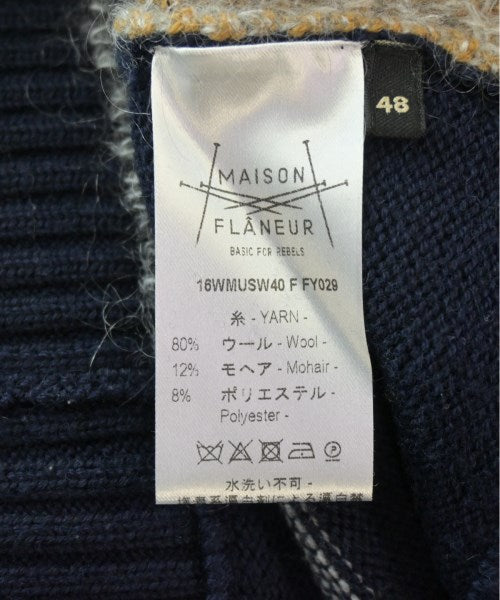 MAISON
FLÂNEUR
BASIC FOR REBELS
16WMUSW40 F FY029
糸 - YARN -
80% ウール - Wool -
12% モヘア - Mohair -
8% ポリエステル -
Polyester -
水洗い不可 -
48